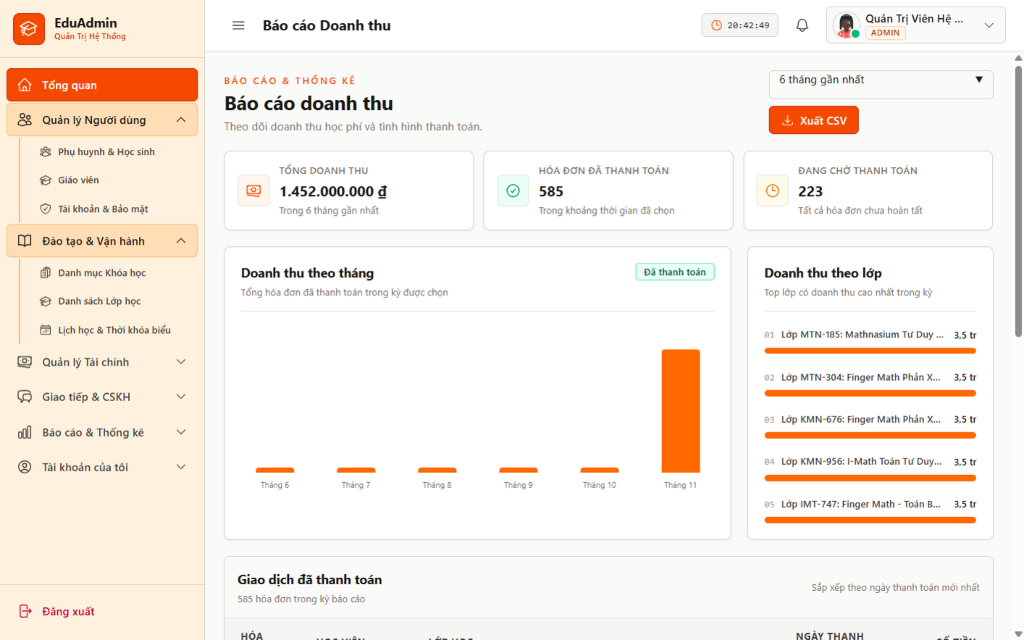 EduAdmin
Quản Trị Hệ Thống
Báo cáo Doanh thu
20:42:49
Quản Trị Viên Hệ ...
ADMIN
Tổng quan
Quản lý Người dùng
Phụ huynh & Học sinh
Giáo viên
Tài khoản & Bảo mật
Đào tạo & Vận hành
Danh mục Khóa học
Danh sách Lớp học
Lịch học & Thời khóa biểu
Quản lý Tài chính
Giao tiếp & CSKH
Báo cáo & Thống kê
Tài khoản của tôi
Đăng xuất
BÁO CÁO & THỐNG KÊ
Báo cáo doanh thu
Theo dõi doanh thu học phí và tình hình thanh toán.
6 tháng gần nhất
Xuất CSV
TỔNG DOANH THU
1.452.000.000 ₫
Trong 6 tháng gần nhất
HÓA ĐƠN ĐÃ THANH TOÁN
585
Trong khoảng thời gian đã chọn
ĐANG CHỜ THANH TOÁN
223
Tất cả hóa đơn chưa hoàn tất
Doanh thu theo tháng
Tổng hóa đơn đã thanh toán trong kỳ được chọn
Đã thanh toán
Tháng 6
Tháng 7
Tháng 8
Tháng 9
Tháng 10
Tháng 11
Doanh thu theo lớp
Top lớp có doanh thu cao nhất trong kỳ
01 Lớp MTN-185: Mathnasium Tư Duy ... 3,5 tr
02 Lớp MTN-304: Finger Math Phản X... 3,5 tr
03 Lớp KMN-676: Finger Math Phản X... 3,5 tr
04 Lớp KMN-956: I-Math Toán Tư Duy... 3,5 tr
05 Lớp IMT-747: Finger Math - Toán B... 3,5 tr
Giao dịch đã thanh toán
585 hóa đơn trong kỳ báo cáo
Sắp xếp theo ngày thanh toán mới nhất
HÓA
HỌC VIÊN
LỚP HỌC
NGÀY THANH
SỐ TIỀN